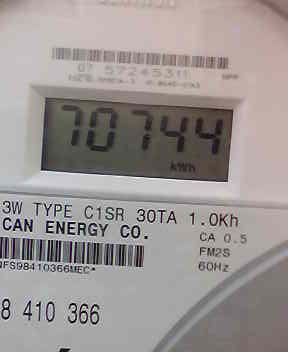 07 57245311
70744
kWh
3W TYPE C1SR 30TA 1.0Kh
CAN ENERGY CO. CA 0.5
FM2S
NFS98410366MEC* 60Hz
8 410 366